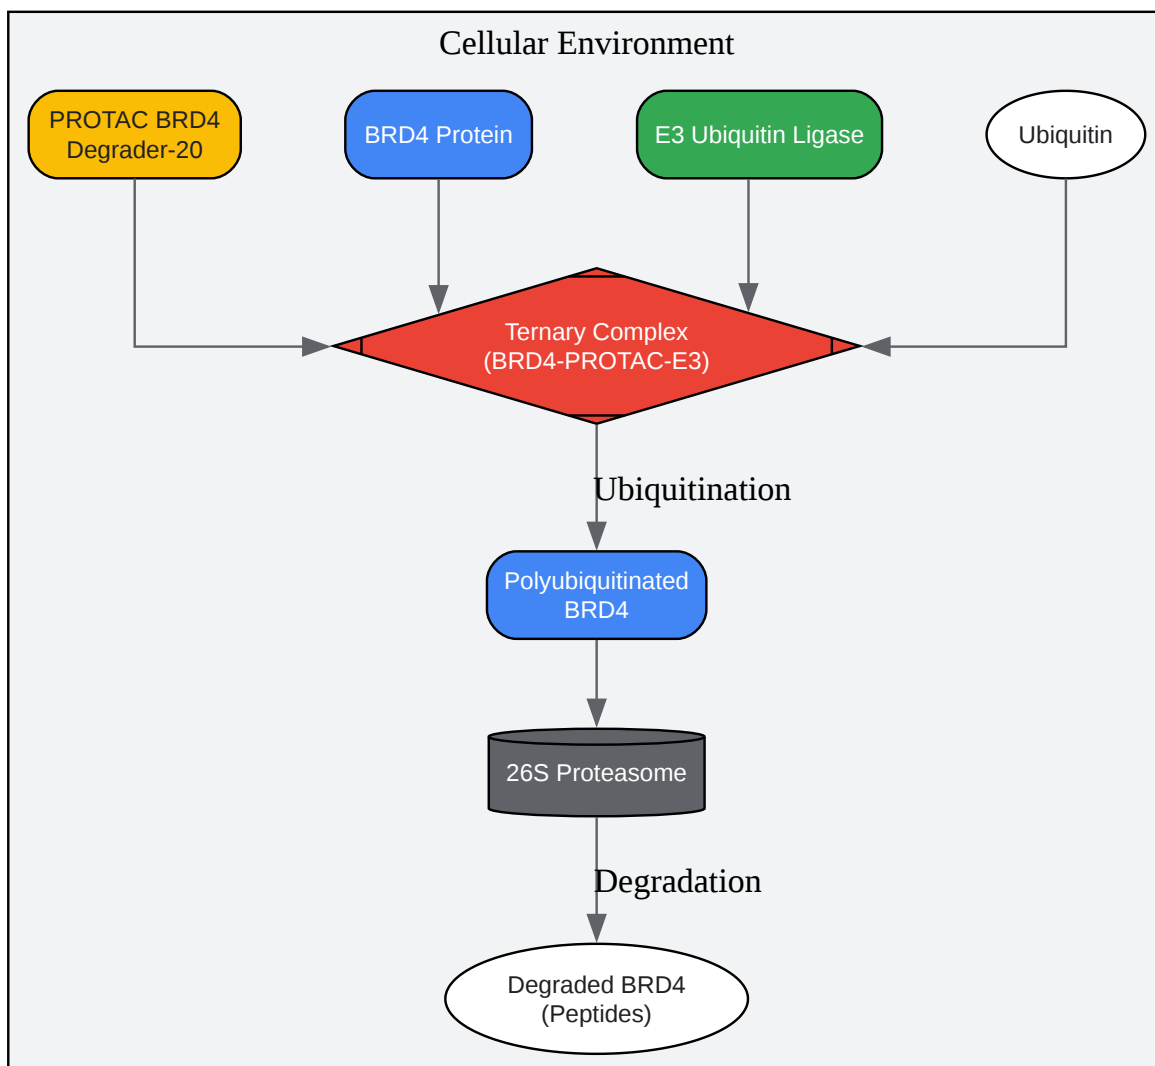 Cellular Environment
PROTAC BRD4
Degrader-20
BRD4 Protein
E3 Ubiquitin Ligase
Ubiquitin
Ternary Complex
(BRD4-PROTAC-E3)
Ubiquitination
Polyubiquitinated
BRD4
26S Proteasome
Degradation
Degraded BRD4
(Peptides)